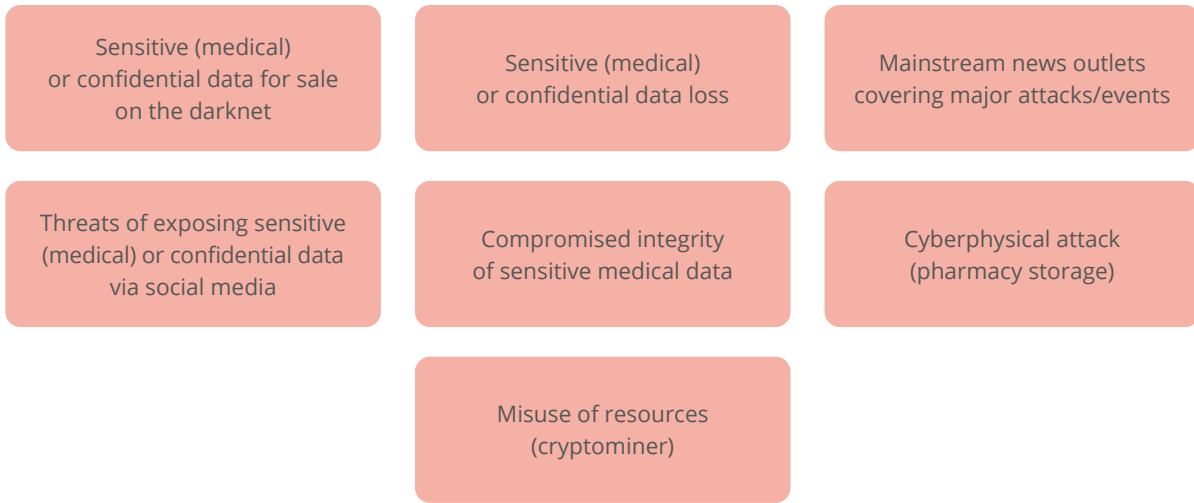 Sensitive (medical)
or confidential data for sale
on the darknet
Sensitive (medical)
or confidential data loss
Mainstream news outlets
covering major attacks/events
Threats of exposing sensitive
(medical) or confidential data
via social media
Compromised integrity
of sensitive medical data
Cyberphysical attack
(pharmacy storage)
Misuse of resources
(cryptominer)